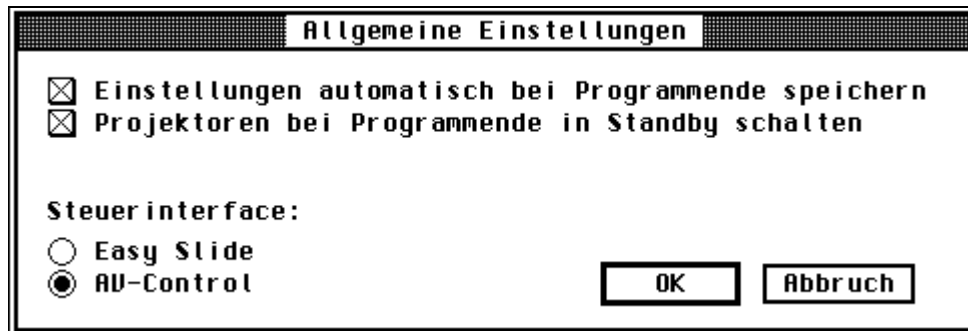 Allgemeine Einstellungen
Einstellungen automatisch bei Programmende speichern
Projektoren bei Programmende in Standby schalten
Steuerinterface:
Easy Slide
AV-Control
OK Abbruch